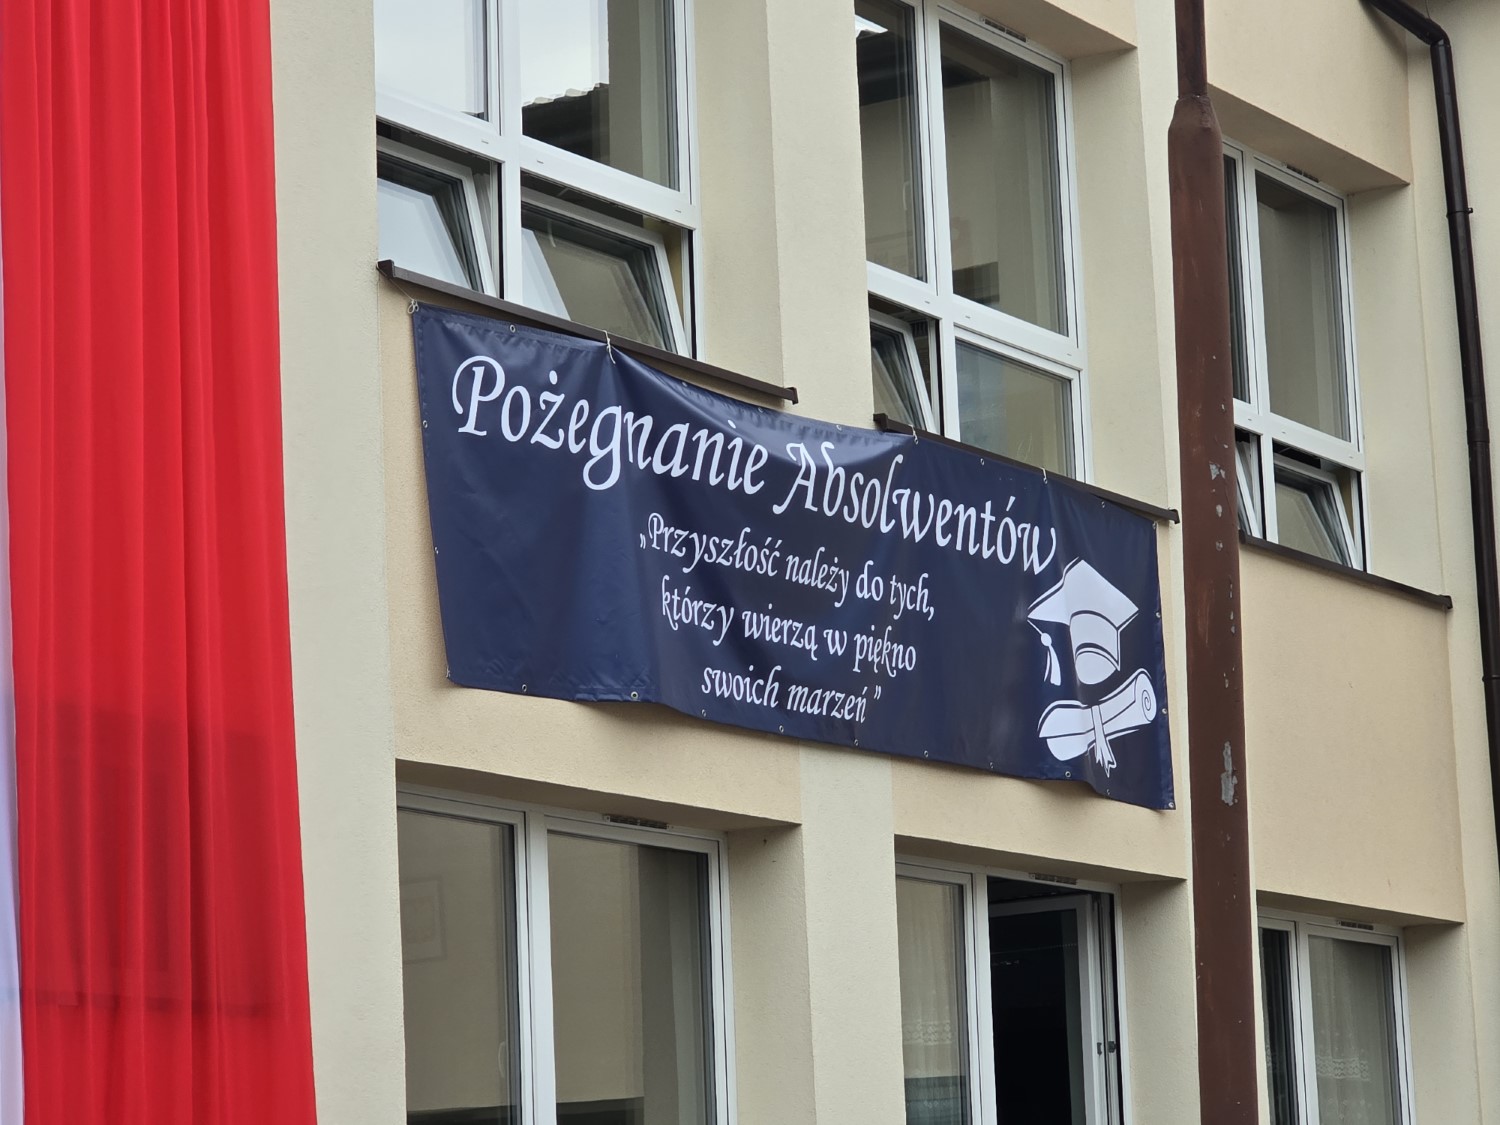 Pożegnanie Absolwentów
„Przyszłość należy do tych,
którzy wierzą w piękno
swoich marzeń”